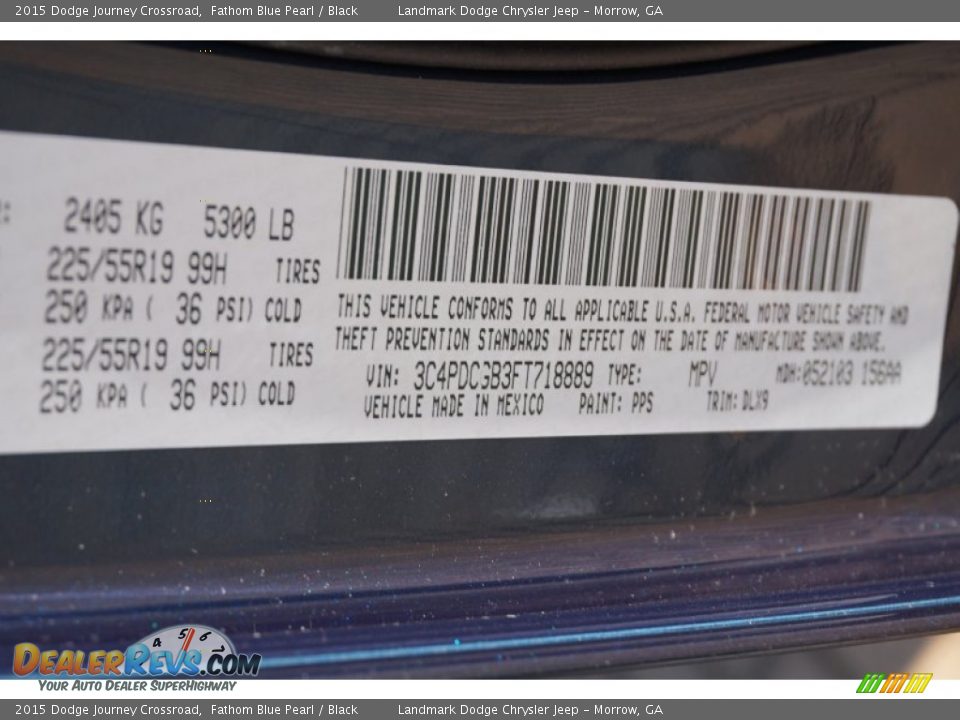 2015 Dodge Journey Crossroad, Fathom Blue Pearl / Black Landmark Dodge Chrysler Jeep - Morrow, GA
2405 KG 5300 LB
225/55R19 99H TIRES
250 KPA ( 36 PSI) COLD
225/55R19 99H TIRES
250 KPA ( 36 PSI) COLD
THIS VEHICLE CONFORMS TO ALL APPLICABLE U.S.A. FEDERAL MOTOR VEHICLE SAFETY AND
THEFT PREVENTION STANDARDS IN EFFECT ON THE DATE OF MANUFACTURE SHOWN ABOVE.
VIN: 3C4PDCGB3FT718889 TYPE: MPV MDH:052103 156AA
VEHICLE MADE IN MEXICO PAINT: PPS TRIM: DLX9
4 5 6
DEALERREVS.COM
YOUR AUTO DEALER SUPERHIGHWAY
2015 Dodge Journey Crossroad, Fathom Blue Pearl / Black Landmark Dodge Chrysler Jeep - Morrow, GA